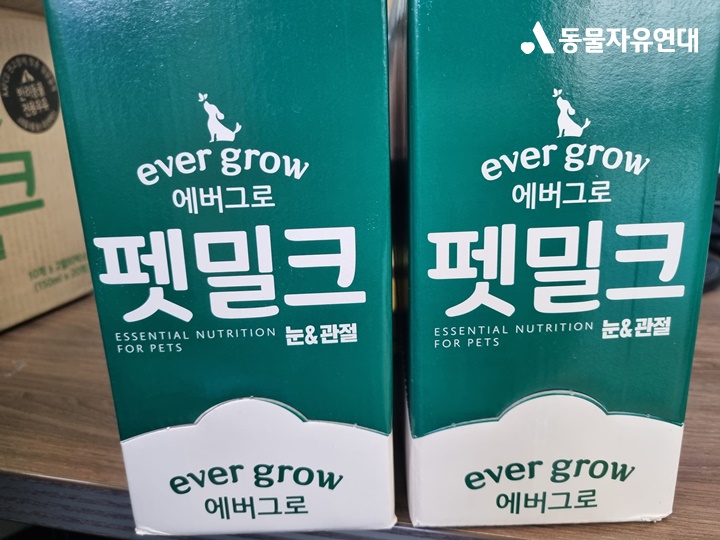 동물자유연대
ever grow
에버그로
펫밀크
ESSENTIAL NUTRITION
FOR PETS
눈&관절
ever grow
에버그로
ever grow
에버그로
펫밀크
ESSENTIAL NUTRITION
FOR PETS
눈&관절
ever grow
에버그로
크